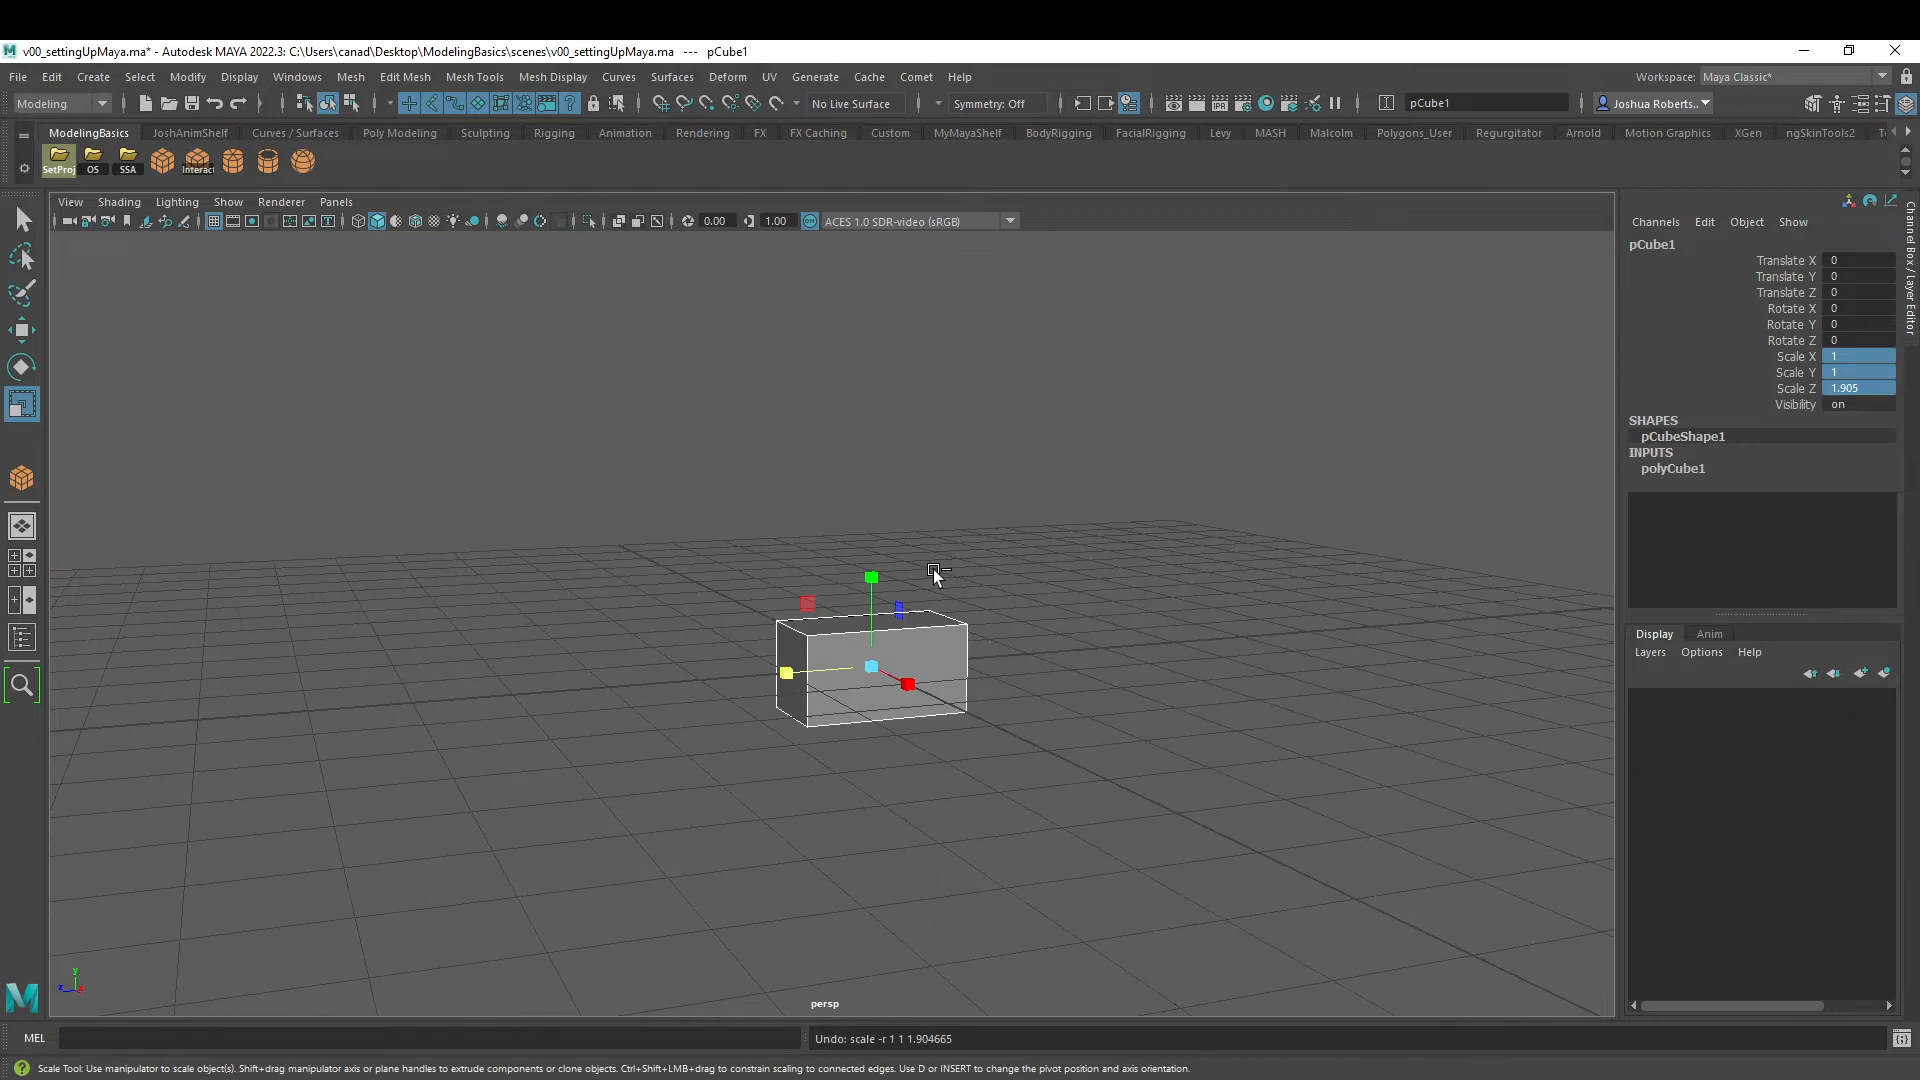 v00_settingUpMaya.ma* - Autodesk MAYA 2022.3: C:\Users\canad\Desktop\ModelingBasics\scenes\v00_settingUpMaya.ma --- pCube1
File Edit Create Select Modify Display Windows Mesh Edit Mesh Mesh Tools Mesh Display Curves Surfaces Deform UV Generate Cache Comet Help Workspace: Maya Classic*
Modeling No Live Surface Symmetry: Off IPR pCube1 Joshua Roberts...
ModelingBasics JoshAnimShelf Curves / Surfaces Poly Modeling Sculpting Rigging Animation Rendering FX FX Caching Custom MyMayaShelf BodyRigging FacialRigging Levy MASH Malcolm Polygons_User Regurgitator Arnold Motion Graphics XGen ngSkinTools2
SetProj OS SSA Interact
View Shading Lighting Show Renderer Panels
0.00 1.00 ACES 1.0 SDR-video (sRGB)
Channels Edit Object Show
pCube1
Translate X 0
Translate Y 0
Translate Z 0
Rotate X 0
Rotate Y 0
Rotate Z 0
Scale X 1
Scale Y 1
Scale Z 1.905
Visibility on
SHAPES
pCubeShape1
INPUTS
polyCube1
Channel Box / Layer Editor
Display Anim
Layers Options Help
y
z
persp
MEL Undo: scale -r 1 1 1.904665
Scale Tool: Use manipulator to scale object(s). Shift+drag manipulator axis or plane handles to extrude components or clone objects. Ctrl+Shift+LMB+drag to constrain scaling to connected edges. Use D or INSERT to change the pivot position and axis orientation.